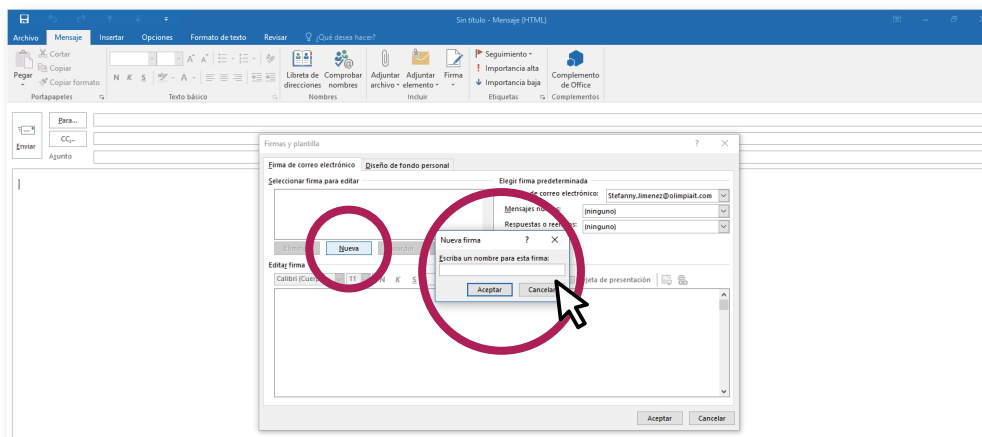 Sin título - Mensaje (HTML)
Archivo Mensaje Insertar Opciones Formato de texto Revisar ¿Qué desea hacer?
Pegar
Cortar
Copiar
Copiar formato
Portapapeles
N K S A
Texto básico
Libreta de direcciones
Comprobar nombres
Nombres
Adjuntar archivo
Adjuntar elemento
Firma
Incluir
Seguimiento
Importancia alta
Importancia baja
Etiquetas
Complemento de Office
Complementos
Enviar
Para...
CC...
Asunto
Firmas y plantilla
Firma de correo electrónico Diseño de fondo personal
Seleccionar firma para editar
Nueva
Elegir firma predeterminada
de correo electrónico: Stefanny.Jimenez@olimpiait.com
Mensajes (ninguno)
Respuestas o (ninguno)
Nueva firma ? X
Escriba un nombre para esta firma:
Aceptar Cancelar
Editar firma
Calibri 11 N K S
de presentación
Aceptar Cancelar